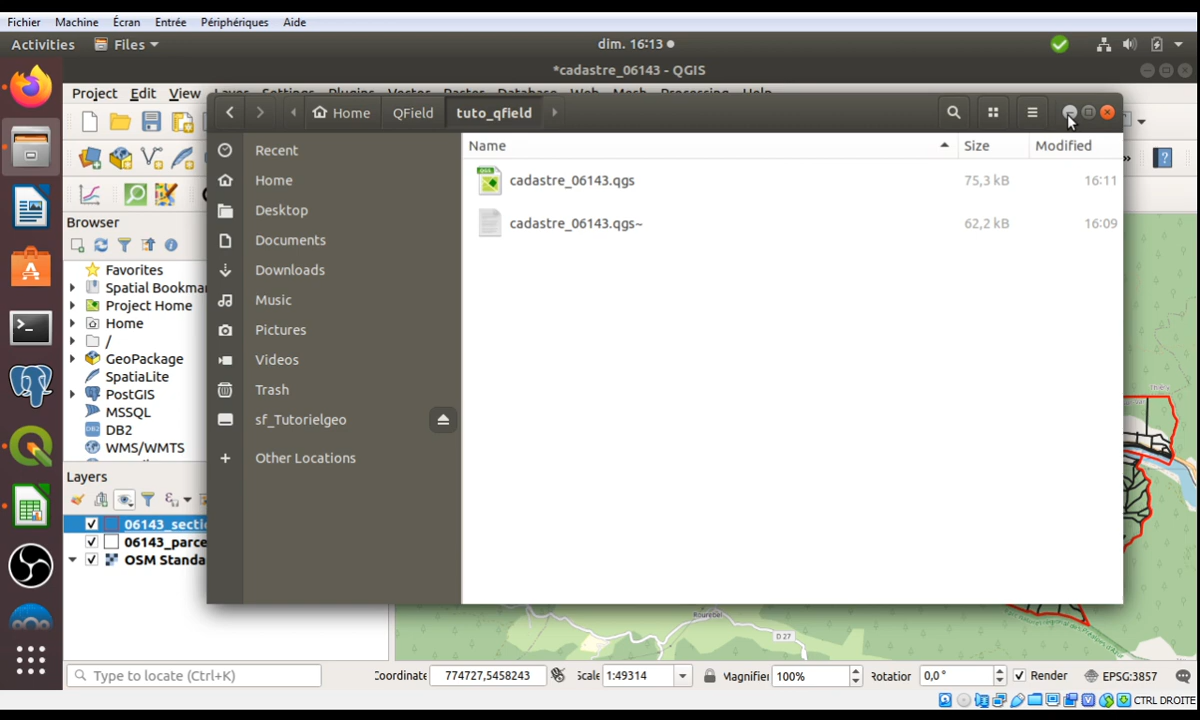 Fichier Machine Écran Entrée Périphériques Aide
Activities Files dim. 16:13
*cadastre_06143 - QGIS
Project Edit View
Home QField tuto_qfield
Name Size Modified
cadastre_06143.qgs 75,3 kB 16:11
cadastre_06143.qgs~ 62,2 kB 16:09
Recent
Home
Desktop
Documents
Downloads
Music
Pictures
Videos
Trash
sf_Tutorielgeo
Other Locations
Browser
Favorites
Spatial Bookmar
Project Home
Home
/
GeoPackage
SpatiaLite
PostGIS
MSSQL
DB2
WMS/WMTS
Layers
06143_secti
06143_parce
OSM Standa
D 27
Type to locate (Ctrl+K)
Coordinate 774727,5458243 Scale 1:49314 Magnifier 100% Rotation 0,0° Render EPSG:3857
CTRL DROITE